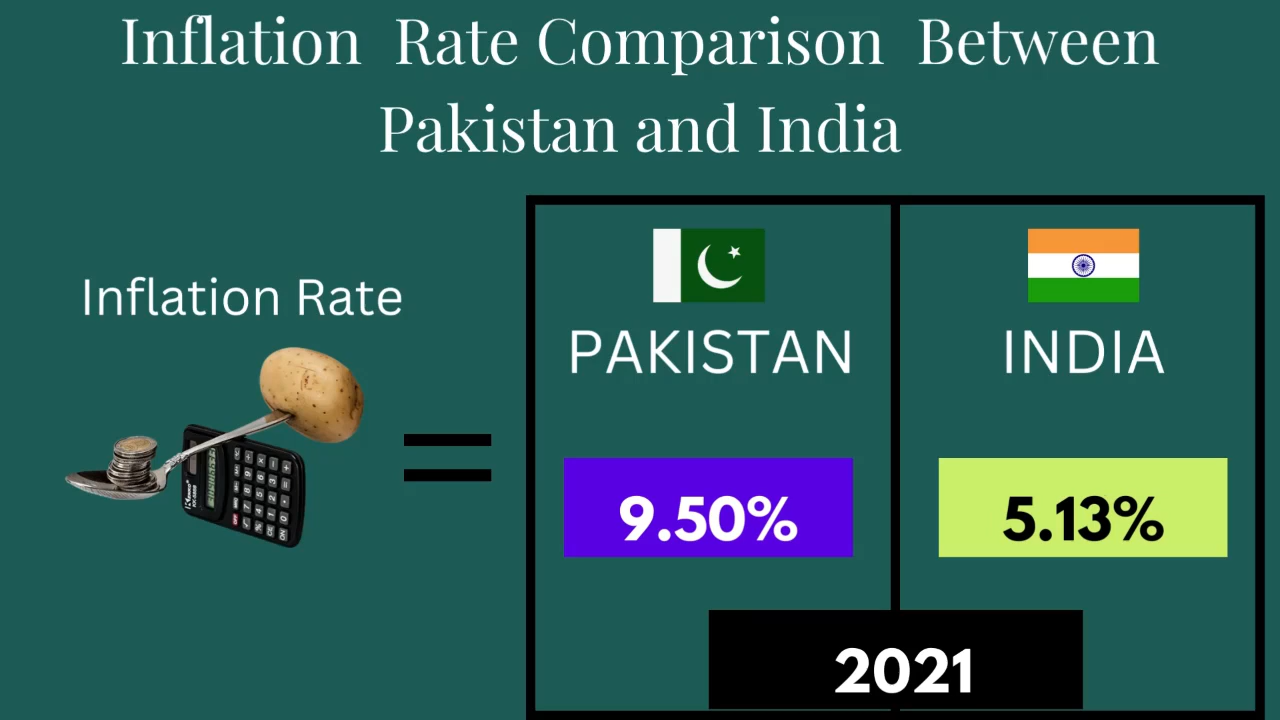 Inflation Rate Comparison Between
Pakistan and India
Inflation Rate
PAKISTAN
INDIA
9.50%
5.13%
2021